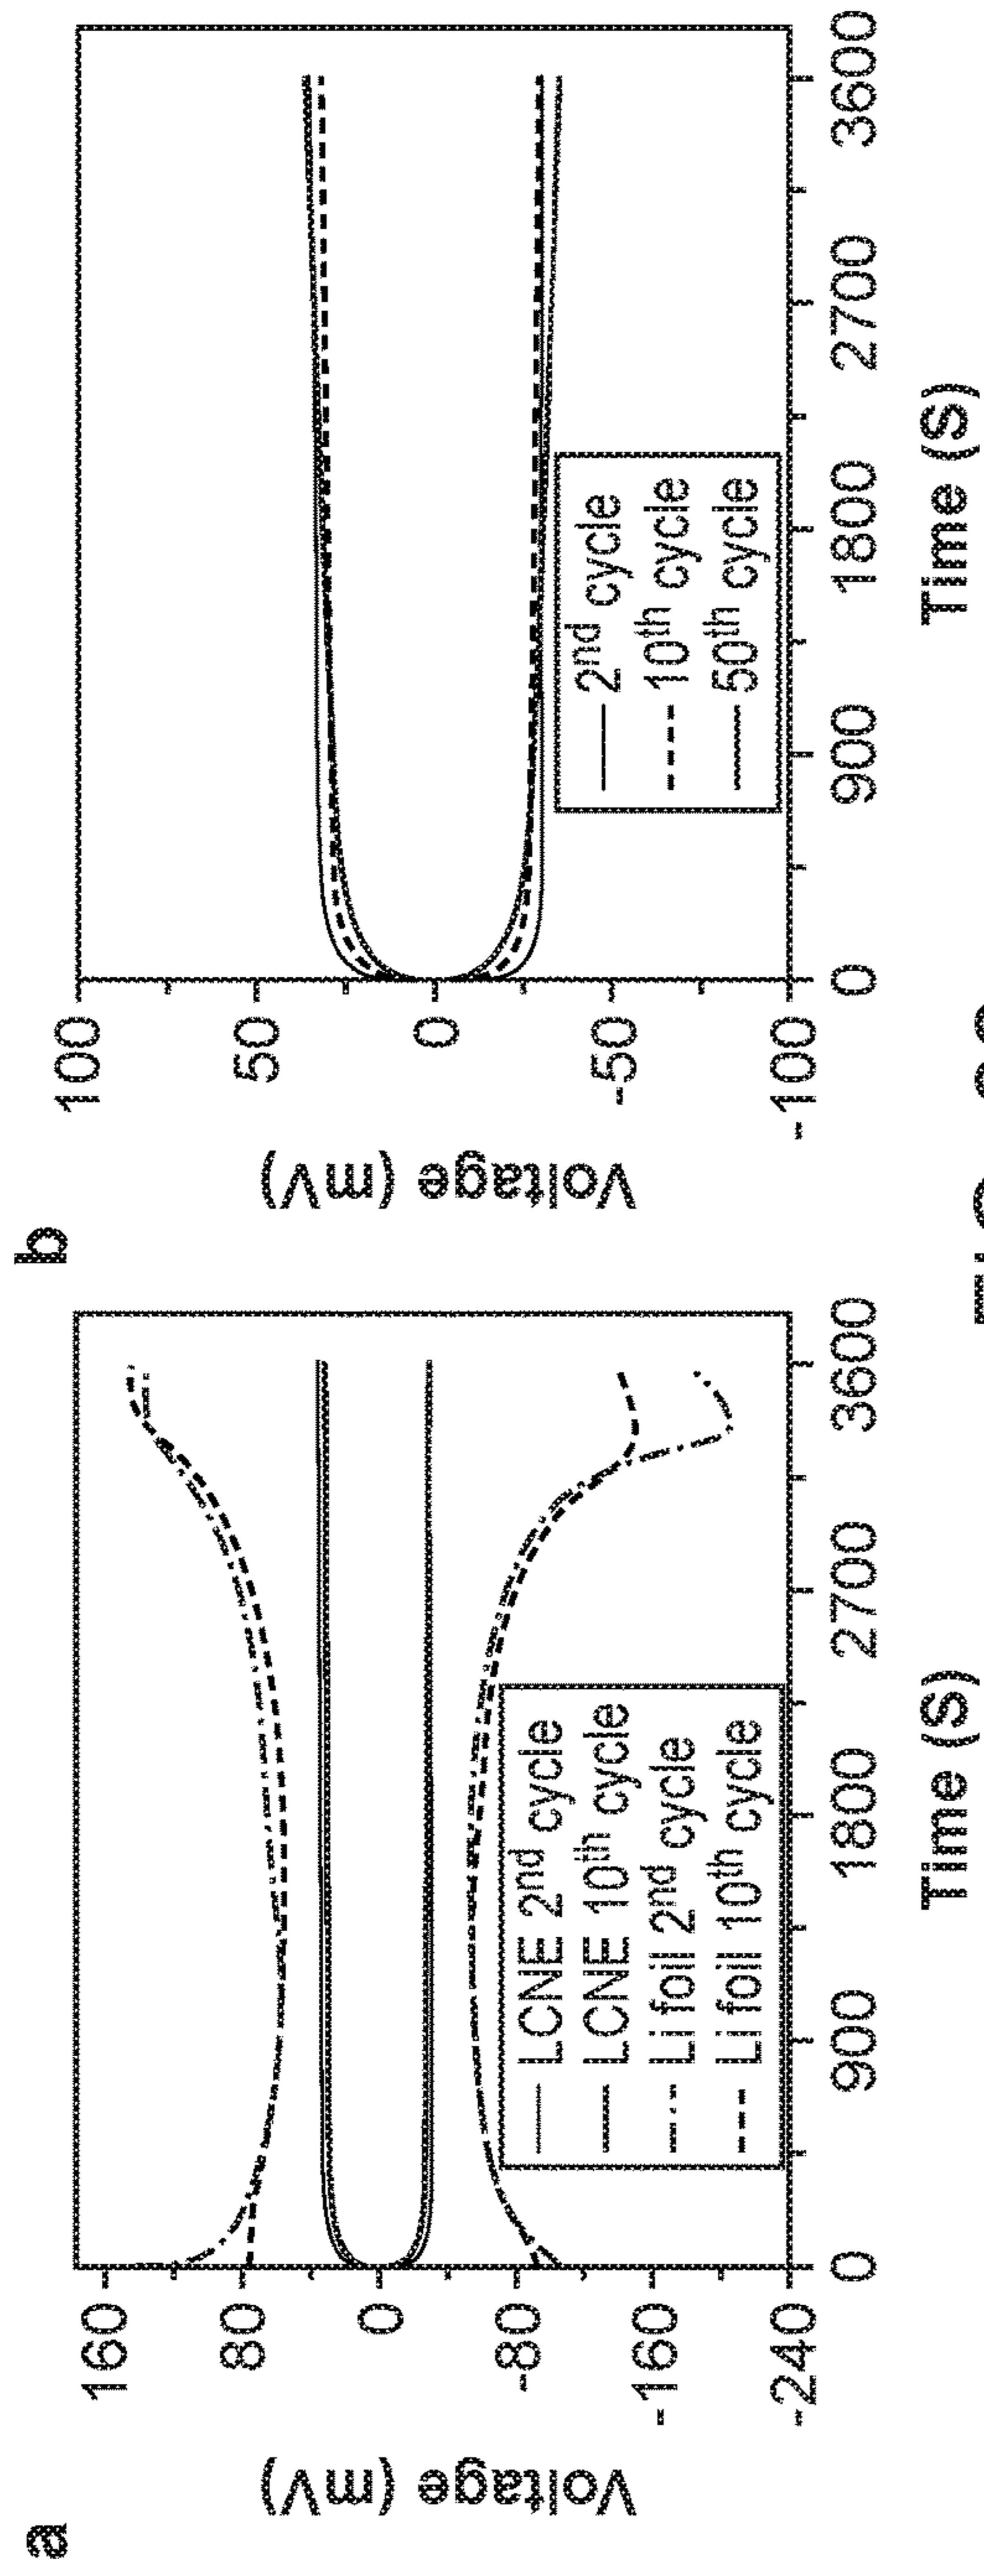 a
Voltage (mV)
160
80
0
-80
-160
-240
LCNE 2nd cycle
LCNE 10th cycle
Li foil 2nd cycle
Li foil 10th cycle
0
900
1800
2700
3600
Time (S)
b
Voltage (mV)
100
50
0
-50
-100
2nd cycle
10th cycle
50th cycle
0
900
1800
2700
3600
Time (S)